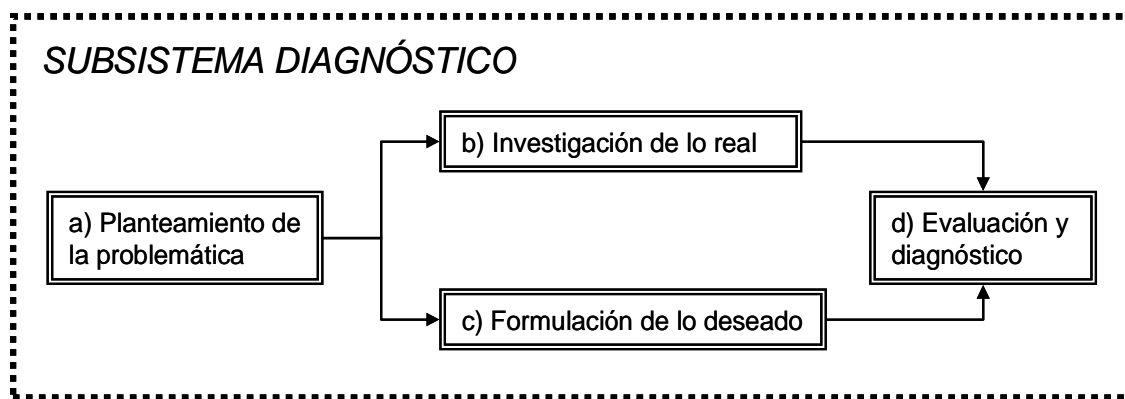 SUBSISTEMA DIAGNÓSTICO
b) Investigación de lo real
a) Planteamiento de
la problemática
d) Evaluación y
diagnóstico
c) Formulación de lo deseado